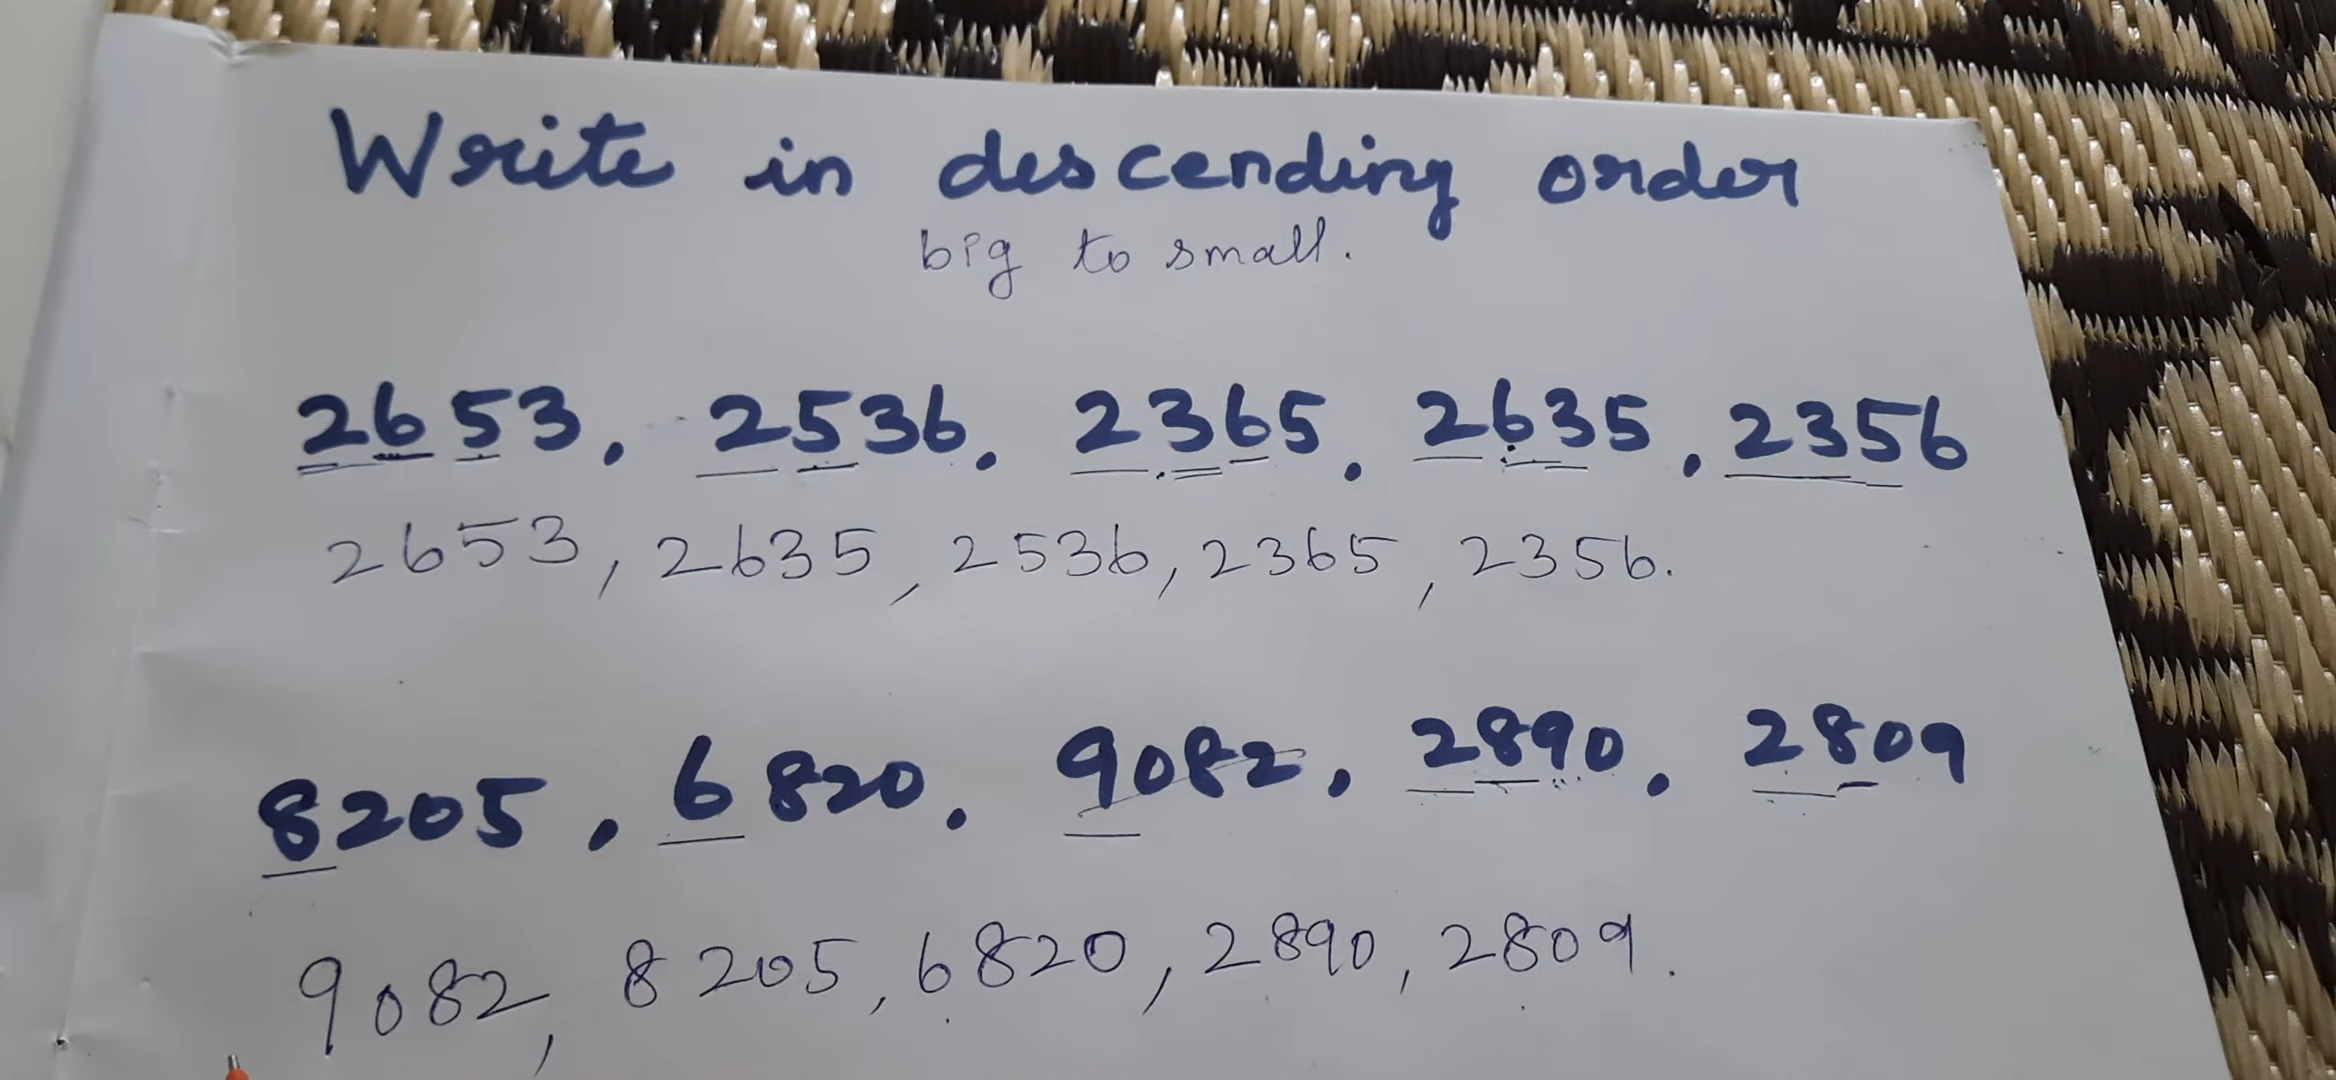 Write in descending order
big to small.
2653, 2536, 2365, 2635, 2356
2653, 2635, 2536, 2365, 2356.
8205, 6820, 9082, 2890, 2809
9082, 8205, 6820, 2890, 2809.